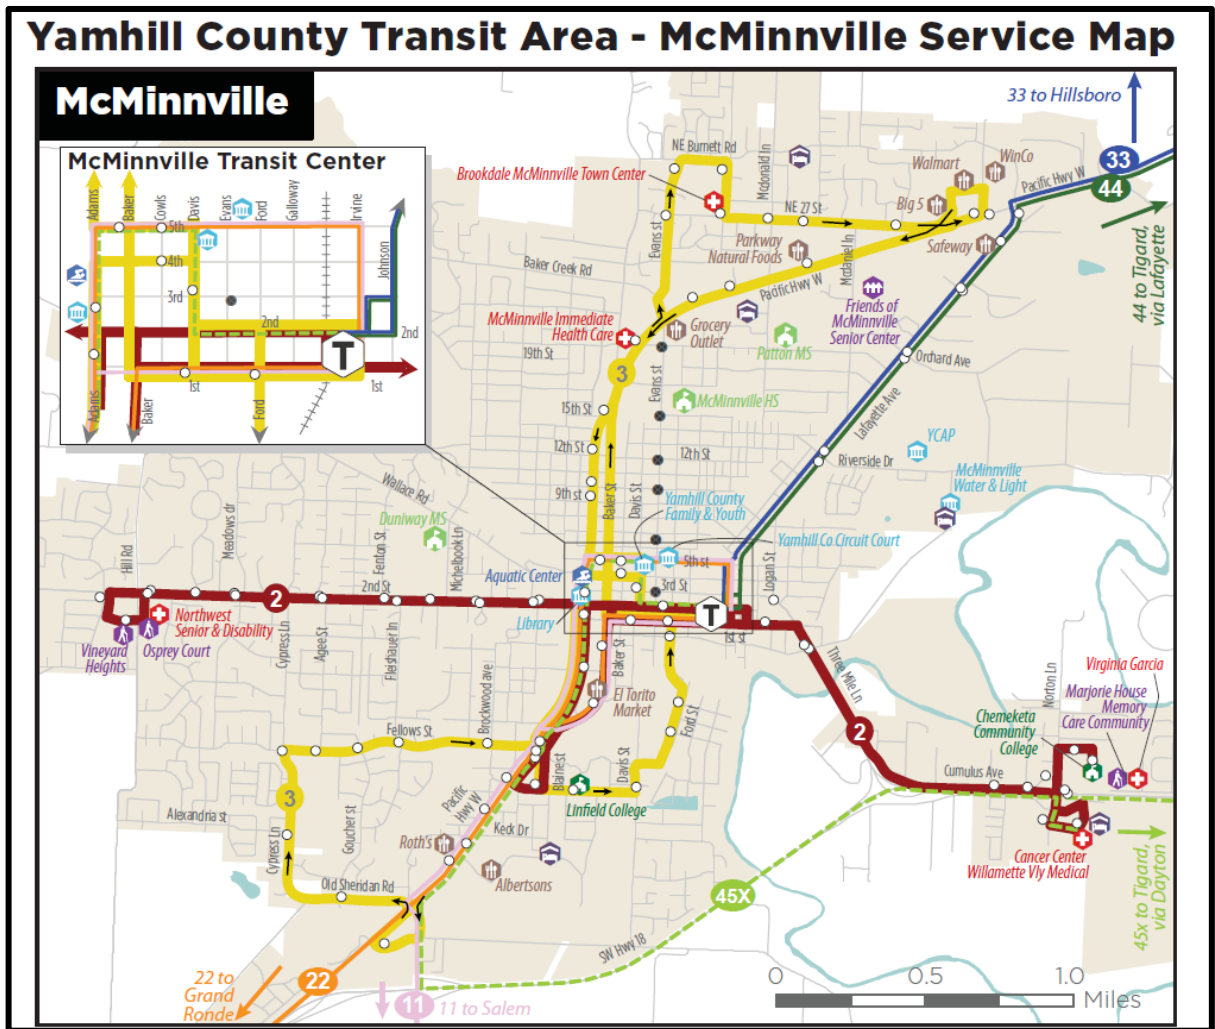 Yamhill County Transit Area - McMinnville Service Map
McMinnville
33 to Hillsboro
McMinnville Transit Center
Adams
Baker
Cowls
Davis
Evans
Ford
Galloway
Irvine
5th
4th
3rd
2nd
Johnson
2nd
T
1st
1st
Adams
Baker
Ford
NE Burnett Rd
Mcdonald ln
Walmart
WinCo
Pacific Hwy W
33
44
Brookdale McMinnville Town Center
Big 5
NE 27 St
Evans st
Parkway
Natural Foods
Mcdaniel ln
Safeway
44 to Tigard,
via Lafayette
Baker Creek Rd
Pacific Hwy W
Friends of
McMinnville
Senior Center
McMinnville Immediate
Health Care
Grocery
Outlet
19th St
Patton MS
Orchard Ave
3
Evans st
McMinnville HS
15th St
Lafayette Ave
12th St
12th St
Riverside Dr
YCAP
McMinnville
Water & Light
Wallace Rd
9th st
Baker St
Davis St
Yamhill County
Family & Youth
Duniway MS
Meadows dr
Hill Rd
Fenton St
Michelbook Ln
Yamhill Co Circuit Court
5th st
Aquatic Center
2nd St
3rd St
Logan St
2
T
Library
1st st
Northwest
Senior & Disability
Vineyard
Heights
Osprey Court
Cypress Ln
Agee St
Fleishauer ln
Baker St
Three Mile Ln
El Torito
Market
Brockwood ave
Norton Ln
Virginia Garcia
Marjorie House
Memory
Care Community
Chemeketa
Community
College
Fellows St
Ford St
2
Blainest
Davis St
Cumulus Ave
3
Linfield College
Pacific
Hwy W
Alexandria st
Goucher st
Cypress Ln
Keck Dr
Roth's
Albertsons
Cancer Center
Willamette Vly Medical
45x to Tigard,
via Dayton
Old Sheridan Rd
45X
SW Hwy 18
22 to
Grand
Ronde
22
11
11 to Salem
0
0.5
1.0
Miles